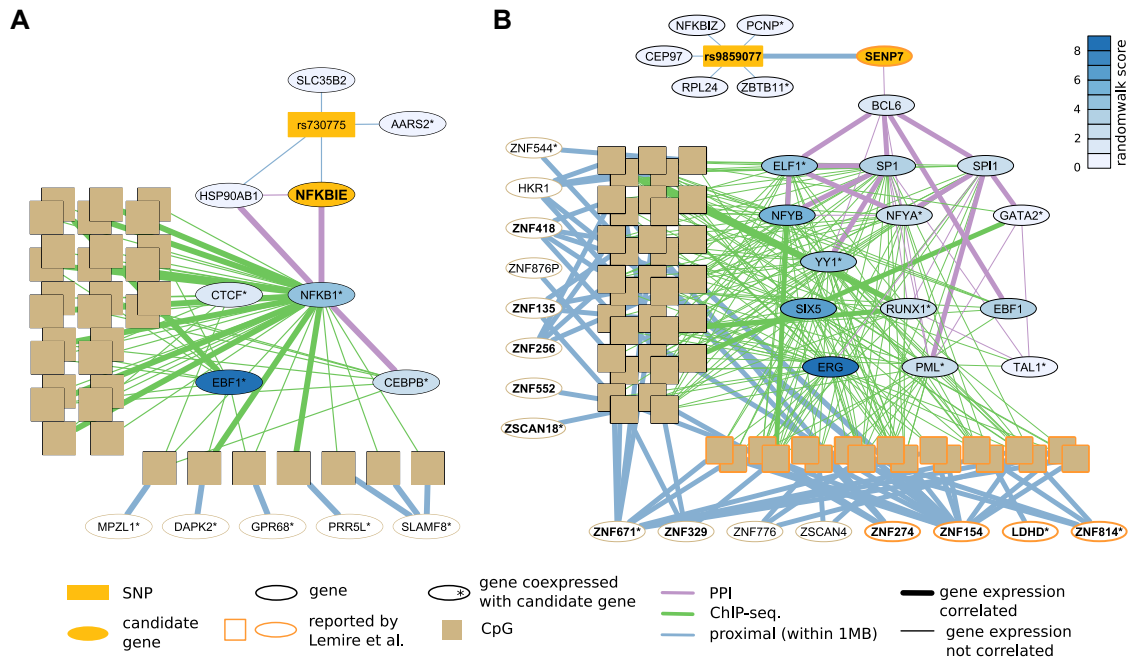 A
SLC35B2
rs730775
AARS2*
HSP90AB1
NFKBIE
CTCF*
NFKB1*
EBF1*
CEBPB*
MPZL1*
DAPK2*
GPR68*
PRR5L*
SLAMF8*
B
NFKBIZ
PCNP*
CEP97
rs9859077
SENP7
RPL24
ZBTB11*
BCL6
ZNF544*
HKR1
ZNF418
ZNF876P
ZNF135
ZNF256
ZNF552
ZSCAN18*
ELF1*
SP1
SPI1
NFYB
NFYA*
GATA2*
YY1*
SIX5
RUNX1*
EBF1
ERG
PML*
TAL1*
ZNF671*
ZNF329
ZNF776
ZSCAN4
ZNF274
ZNF154
LDHD*
ZNF814*
8
6
4
2
0
randomwalk score
SNP
candidate
gene
gene
reported by
Lemire et al.
*
gene coexpressed
with candidate gene
CpG
PPI
ChIP-seq.
proximal (within 1MB)
gene expression
correlated
gene expression
not correlated